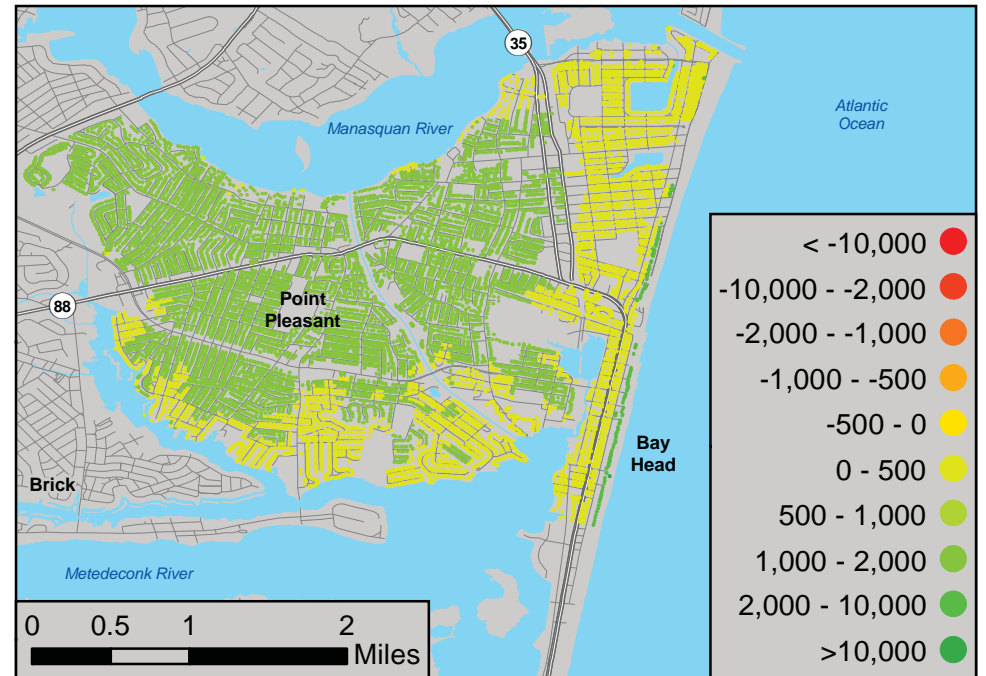 35
Atlantic
Ocean
Manasquan River
88
Point
Pleasant
Bay
Head
Brick
Metedeconk River
< -10,000
-10,000 - -2,000
-2,000 - -1,000
-1,000 - -500
-500 - 0
0 - 500
500 - 1,000
1,000 - 2,000
2,000 - 10,000
>10,000
0 0.5 1 2
Miles